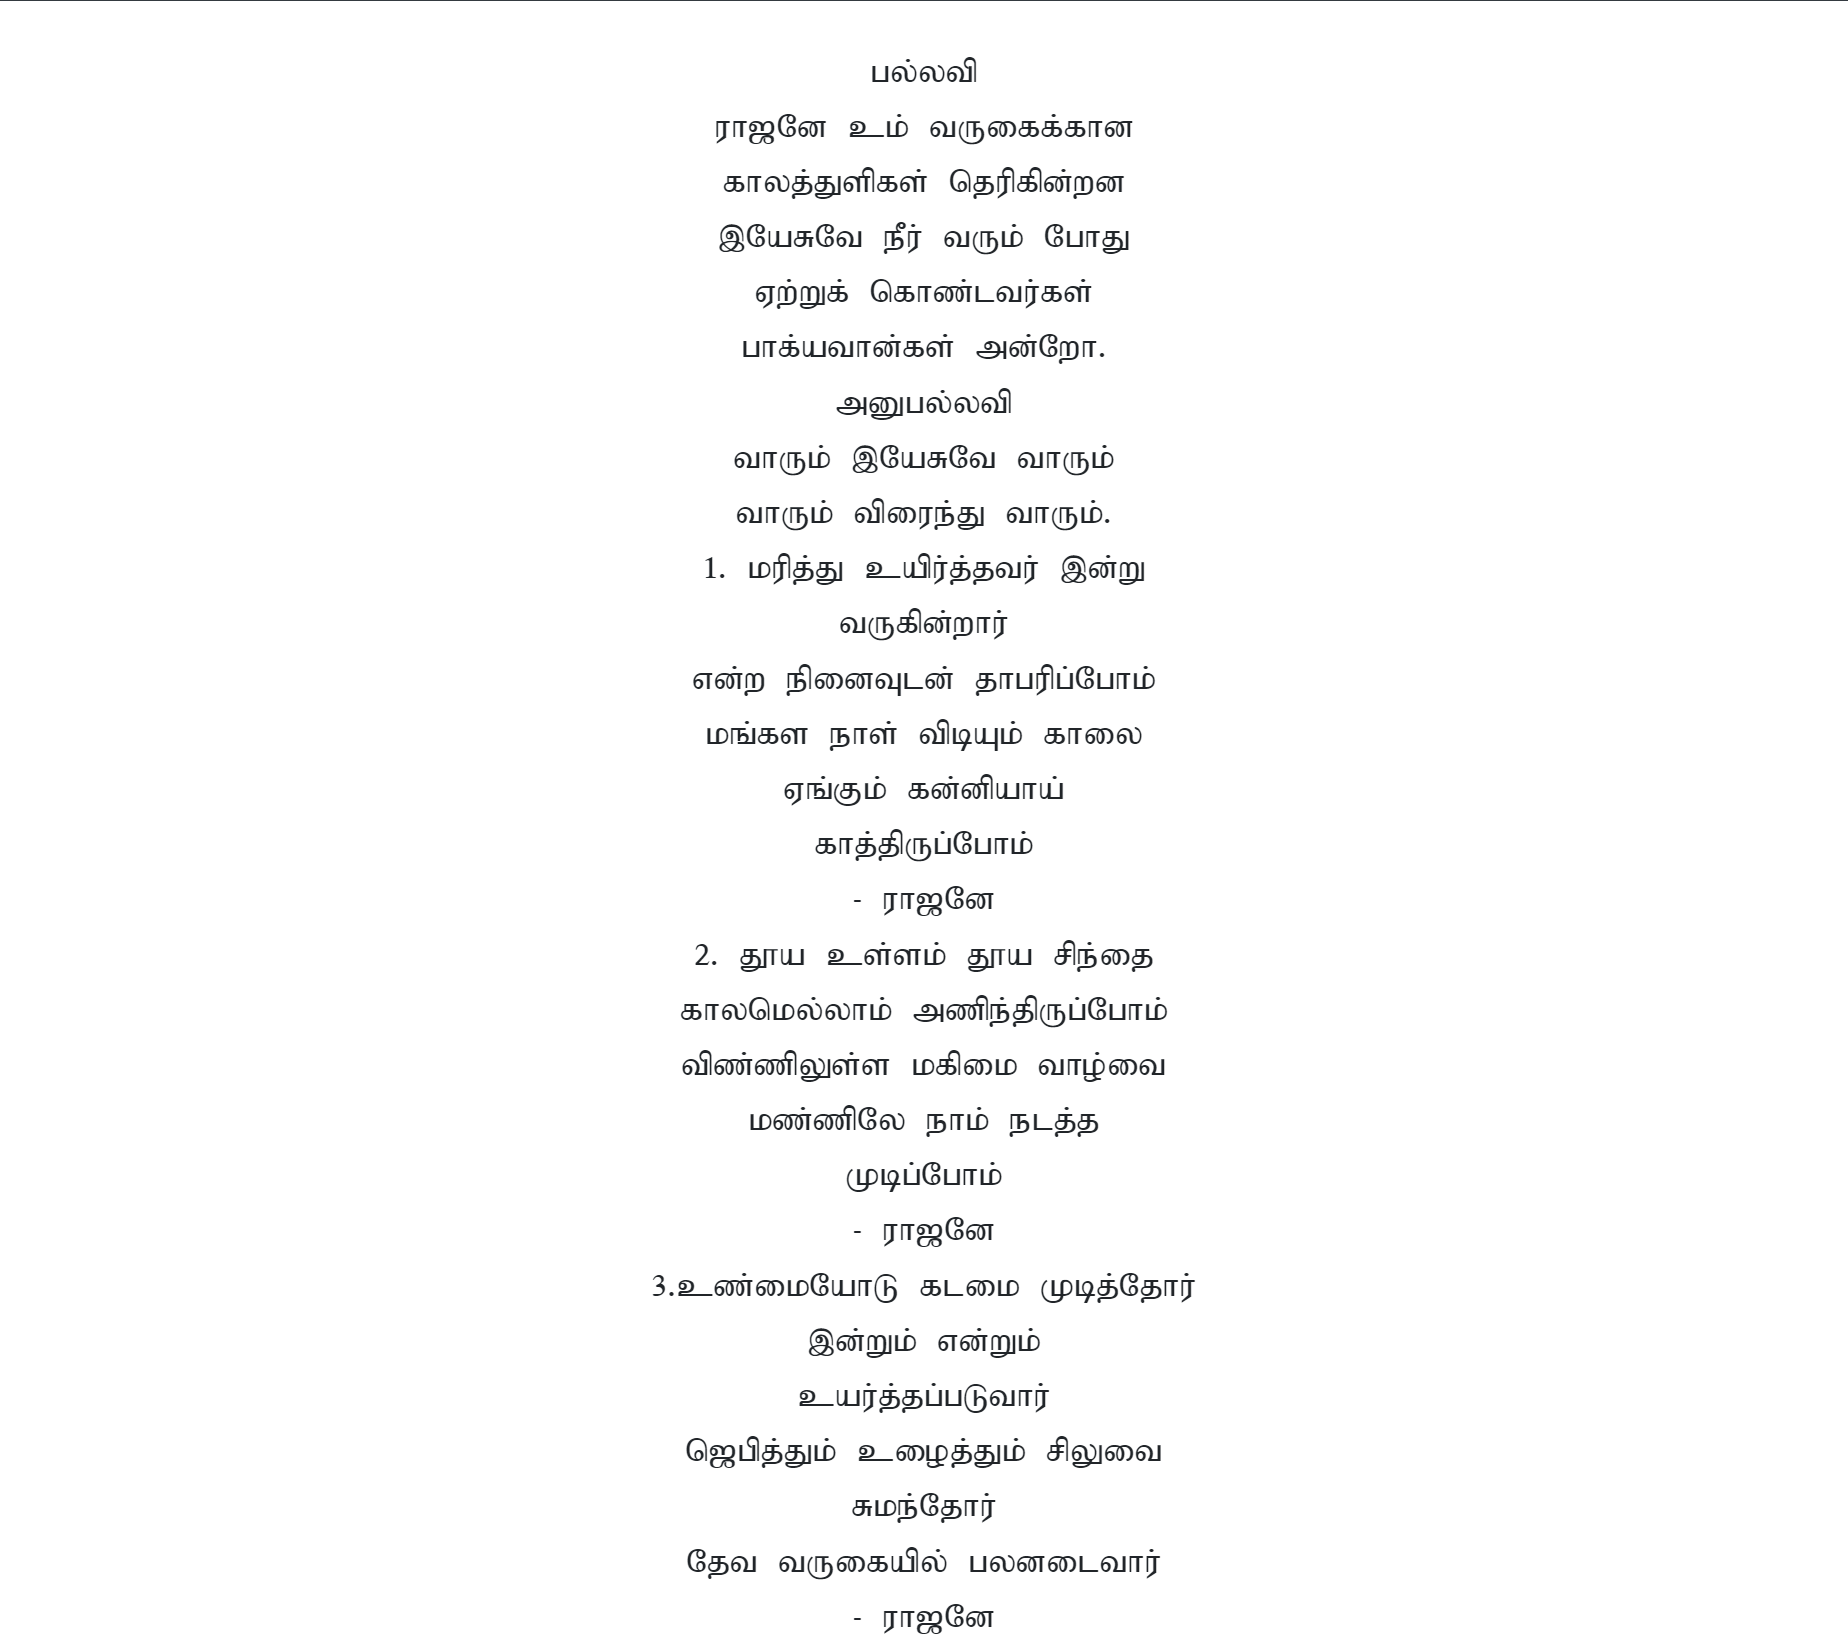 பல்லவி
ராஜனே உம் வருகைக்கான
காலத்துளிகள் தெரிகின்றன
இயேசுவே நீர் வரும் போது
ஏற்றுக் கொண்டவர்கள்
பாக்யவான்கள் அன்றோ.
அனுபல்லவி
வாரும் இயேசுவே வாரும்
வாரும் விரைந்து வாரும்.
1. மரித்து உயிர்த்தவர் இன்று
வருகின்றார்
என்ற நினைவுடன் தாபரிப்போம்
மங்கள நாள் விடியும் காலை
ஏங்கும் கன்னியாய்
காத்திருப்போம்
- ராஜனே
2. தூய உள்ளம் தூய சிந்தை
காலமெல்லாம் அணிந்திருப்போம்
விண்ணிலுள்ள மகிமை வாழ்வை
மண்ணிலே நாம் நடத்த
முடிப்போம்
- ராஜனே
3.உண்மையோடு கடமை முடித்தோர்
இன்றும் என்றும்
உயர்த்தப்படுவார்
ஜெபித்தும் உழைத்தும் சிலுவை
சுமந்தோர்
தேவ வருகையில் பலனடைவார்
- ராஜனே